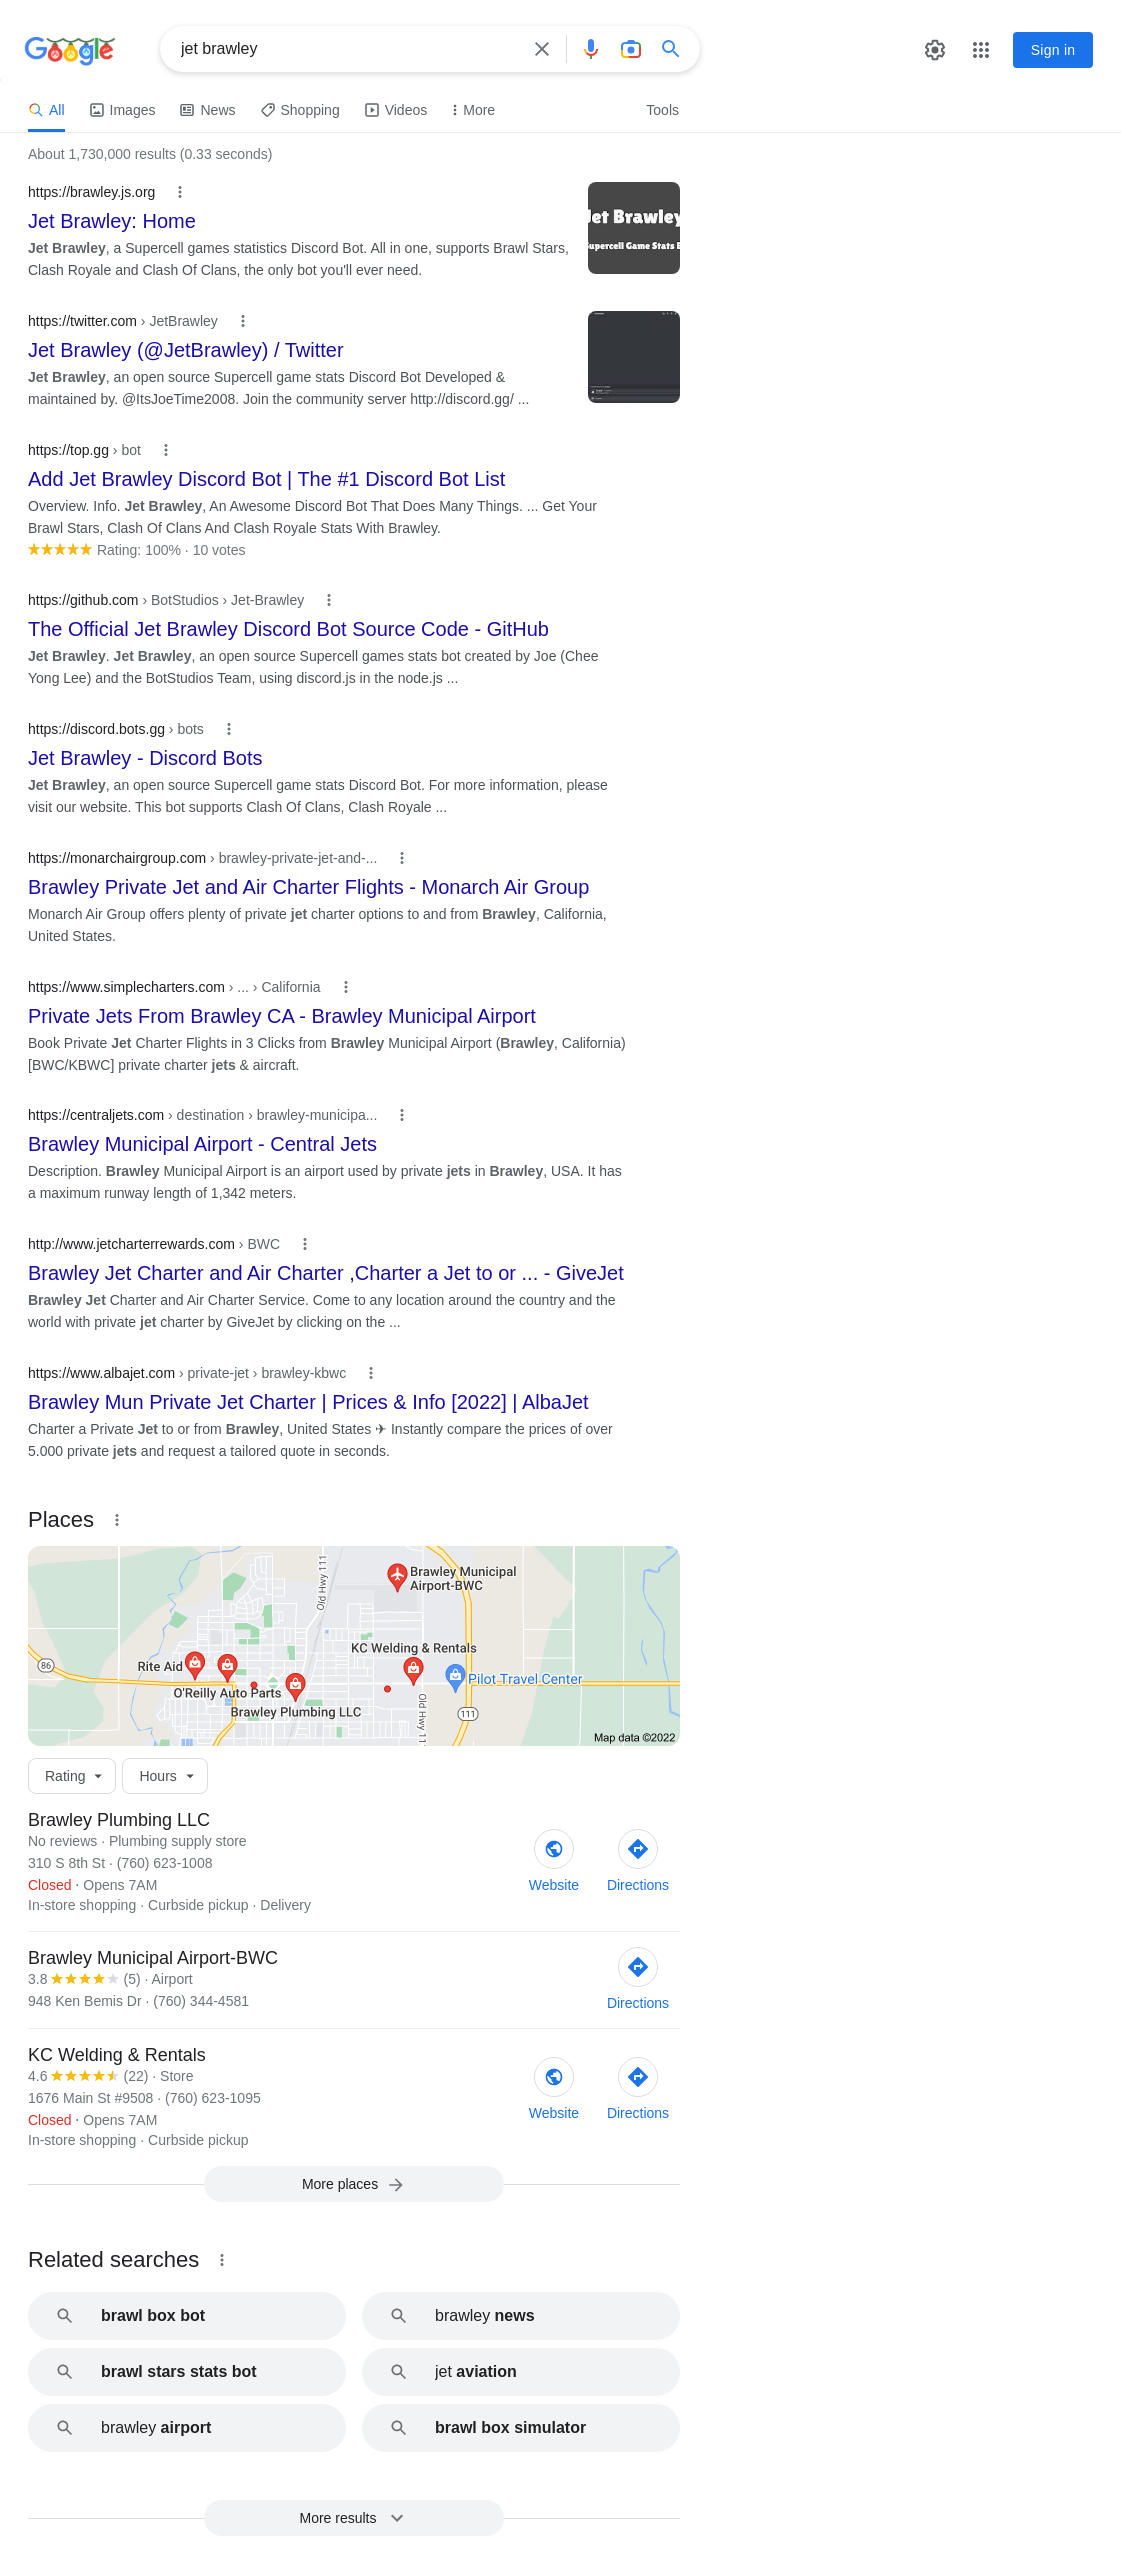 Google
jet brawley
Sign in
All
Images
News
Shopping
Videos
More
Tools
About 1,730,000 results (0.33 seconds)
https://brawley.js.org
Jet Brawley: Home
Jet Brawley, a Supercell games statistics Discord Bot. All in one, supports Brawl Stars,
Clash Royale and Clash Of Clans, the only bot you'll ever need.
Jet Brawley
Supercell Game Stats
https://twitter.com › JetBrawley
Jet Brawley (@JetBrawley) / Twitter
Jet Brawley, an open source Supercell game stats Discord Bot Developed &
maintained by. @ItsJoeTime2008. Join the community server http://discord.gg/ ...
https://top.gg › bot
Add Jet Brawley Discord Bot | The #1 Discord Bot List
Overview. Info. Jet Brawley, An Awesome Discord Bot That Does Many Things. ... Get Your
Brawl Stars, Clash Of Clans And Clash Royale Stats With Brawley.
Rating: 100% · 10 votes
https://github.com › BotStudios › Jet-Brawley
The Official Jet Brawley Discord Bot Source Code - GitHub
Jet Brawley. Jet Brawley, an open source Supercell games stats bot created by Joe (Chee
Yong Lee) and the BotStudios Team, using discord.js in the node.js ...
https://discord.bots.gg › bots
Jet Brawley - Discord Bots
Jet Brawley, an open source Supercell game stats Discord Bot. For more information, please
visit our website. This bot supports Clash Of Clans, Clash Royale ...
https://monarchairgroup.com › brawley-private-jet-and-...
Brawley Private Jet and Air Charter Flights - Monarch Air Group
Monarch Air Group offers plenty of private jet charter options to and from Brawley, California,
United States.
https://www.simplecharters.com › ... › California
Private Jets From Brawley CA - Brawley Municipal Airport
Book Private Jet Charter Flights in 3 Clicks from Brawley Municipal Airport (Brawley, California)
[BWC/KBWC] private charter jets & aircraft.
https://centraljets.com › destination › brawley-municipa...
Brawley Municipal Airport - Central Jets
Description. Brawley Municipal Airport is an airport used by private jets in Brawley, USA. It has
a maximum runway length of 1,342 meters.
http://www.jetcharterrewards.com › BWC
Brawley Jet Charter and Air Charter ,Charter a Jet to or ... - GiveJet
Brawley Jet Charter and Air Charter Service. Come to any location around the country and the
world with private jet charter by GiveJet by clicking on the ...
https://www.albajet.com › private-jet › brawley-kbwc
Brawley Mun Private Jet Charter | Prices & Info [2022] | AlbaJet
Charter a Private Jet to or from Brawley, United States ✈ Instantly compare the prices of over
5.000 private jets and request a tailored quote in seconds.
Places
Old Hwy 111
Brawley Municipal
Airport-BWC
KC Welding & Rentals
86
Rite Aid
Pilot Travel Center
O'Reilly Auto Parts
Brawley Plumbing LLC
Old Hwy 11
111
Map data ©2022
Rating
Hours
Brawley Plumbing LLC
No reviews · Plumbing supply store
310 S 8th St · (760) 623-1008
Closed · Opens 7AM
In-store shopping · Curbside pickup · Delivery
Website
Directions
Brawley Municipal Airport-BWC
3.8 (5) · Airport
948 Ken Bemis Dr · (760) 344-4581
Directions
KC Welding & Rentals
4.6 (22) · Store
1676 Main St #9508 · (760) 623-1095
Closed · Opens 7AM
In-store shopping · Curbside pickup
Website
Directions
More places
Related searches
brawl box bot
brawley news
brawl stars stats bot
jet aviation
brawley airport
brawl box simulator
More results